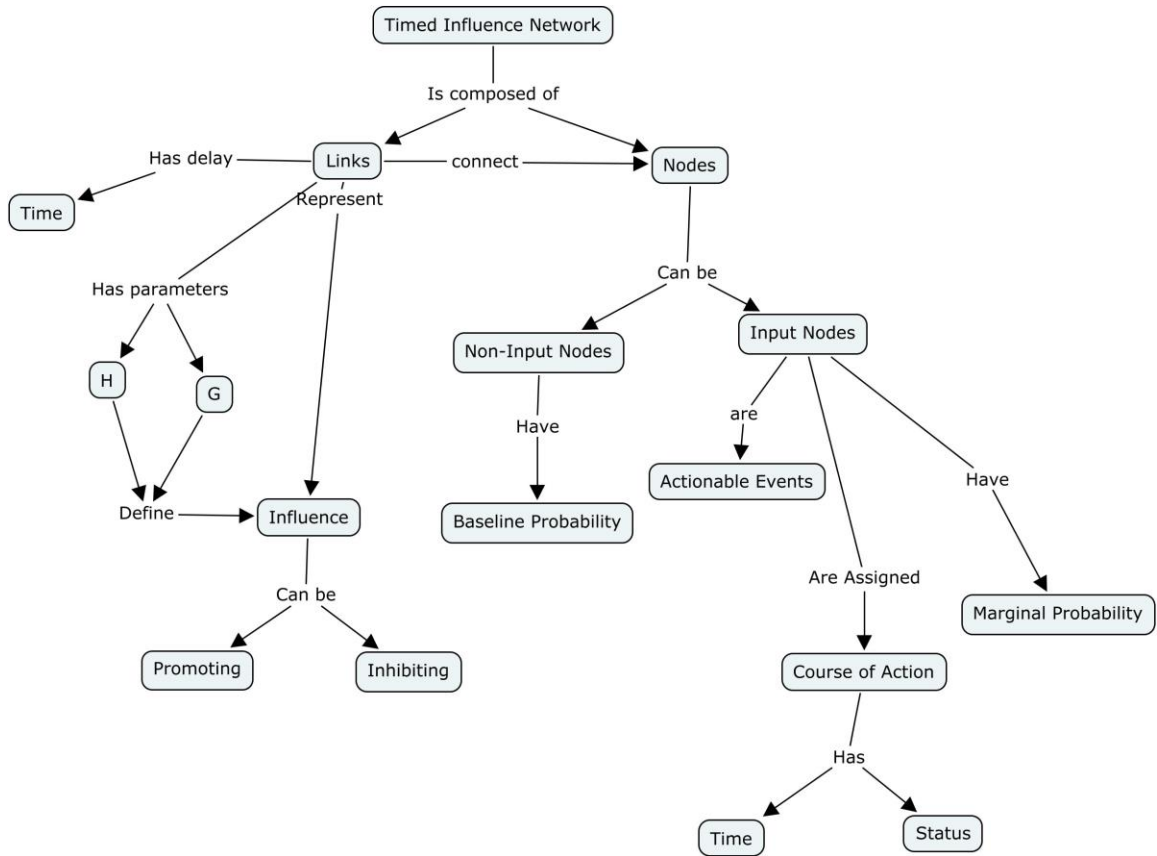 Timed Influence Network
Is composed of
Has delay
Links
connect
Nodes
Time
Represent
Can be
Has parameters
Non-Input Nodes
Input Nodes
H
G
are
Have
Actionable Events
Have
Define
Influence
Baseline Probability
Are Assigned
Can be
Marginal Probability
Promoting
Inhibiting
Course of Action
Has
Time
Status